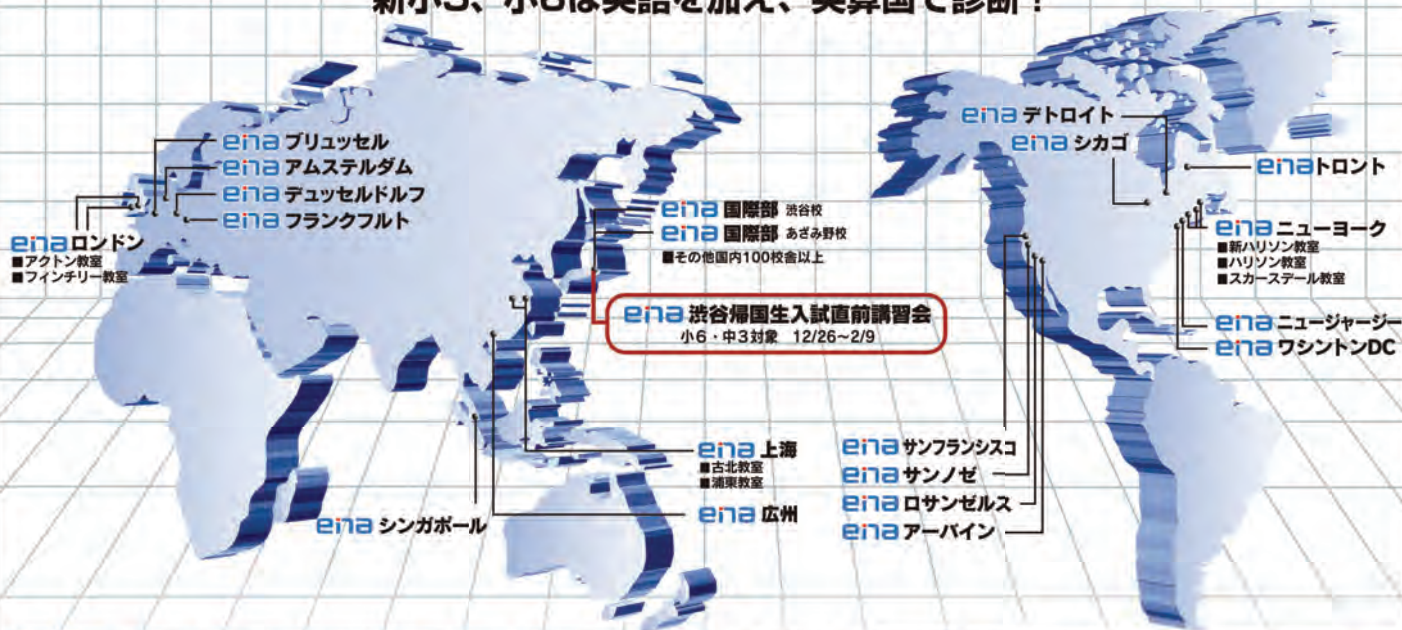 ena ブリュッセル
ena アムステルダム
ena デュッセルドルフ
ena フランクフルト
ena ロンドン
■アクトン教室
■フィンチリー教室
ena 国際部 渋谷校
ena 国際部 あざみ野校
■その他国内100校舎以上
ena 渋谷帰国生入試直前講習会
小6・中3対象 12/26~2/9
ena 上海
■古北教室
■浦東教室
ena 広州
ena シンガポール
ena デトロイト
ena シカゴ
ena トロント
ena ニューヨーク
■新ハリソン教室
■ハリソン教室
■スカースデール教室
ena ニュージャージー
ena ワシントンDC
ena サンフランシスコ
ena サンノゼ
ena ロサンゼルス
ena アーバイン